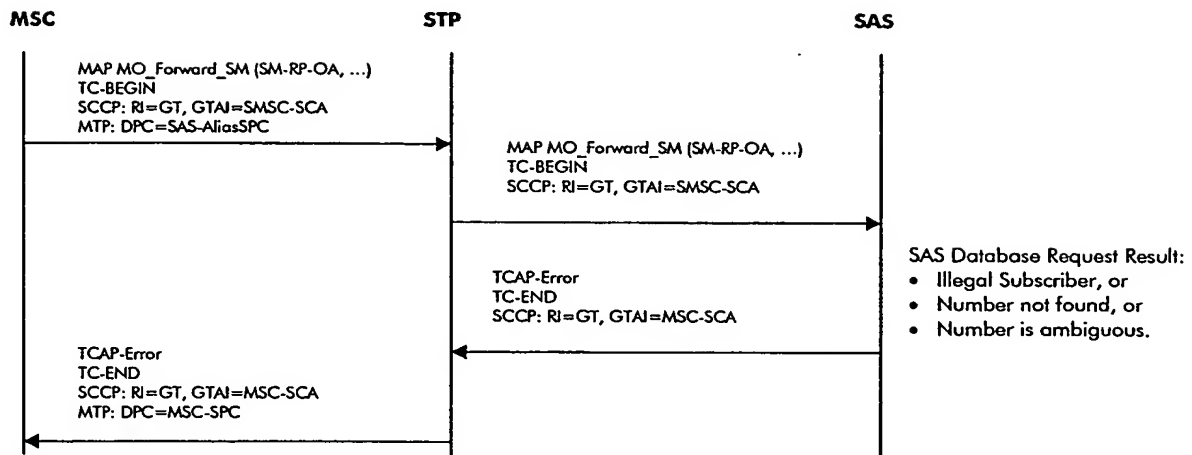 MSC
STP
SAS
MAP MO_Forward_SM (SM-RP-OA, ...)
TC-BEGIN
SCCP: RI=GT, GTAI=SMSC-SCA
MTP: DPC=SAS-AliasSPC
MAP MO_Forward_SM (SM-RP-OA, ...)
TC-BEGIN
SCCP: RI=GT, GTAI=SMSC-SCA
SAS Database Request Result:
• Illegal Subscriber, or
• Number not found, or
• Number is ambiguous.
TCAP-Error
TC-END
SCCP: RI=GT, GTAI=MSC-SCA
TCAP-Error
TC-END
SCCP: RI=GT, GTAI=MSC-SCA
MTP: DPC=MSC-SPC